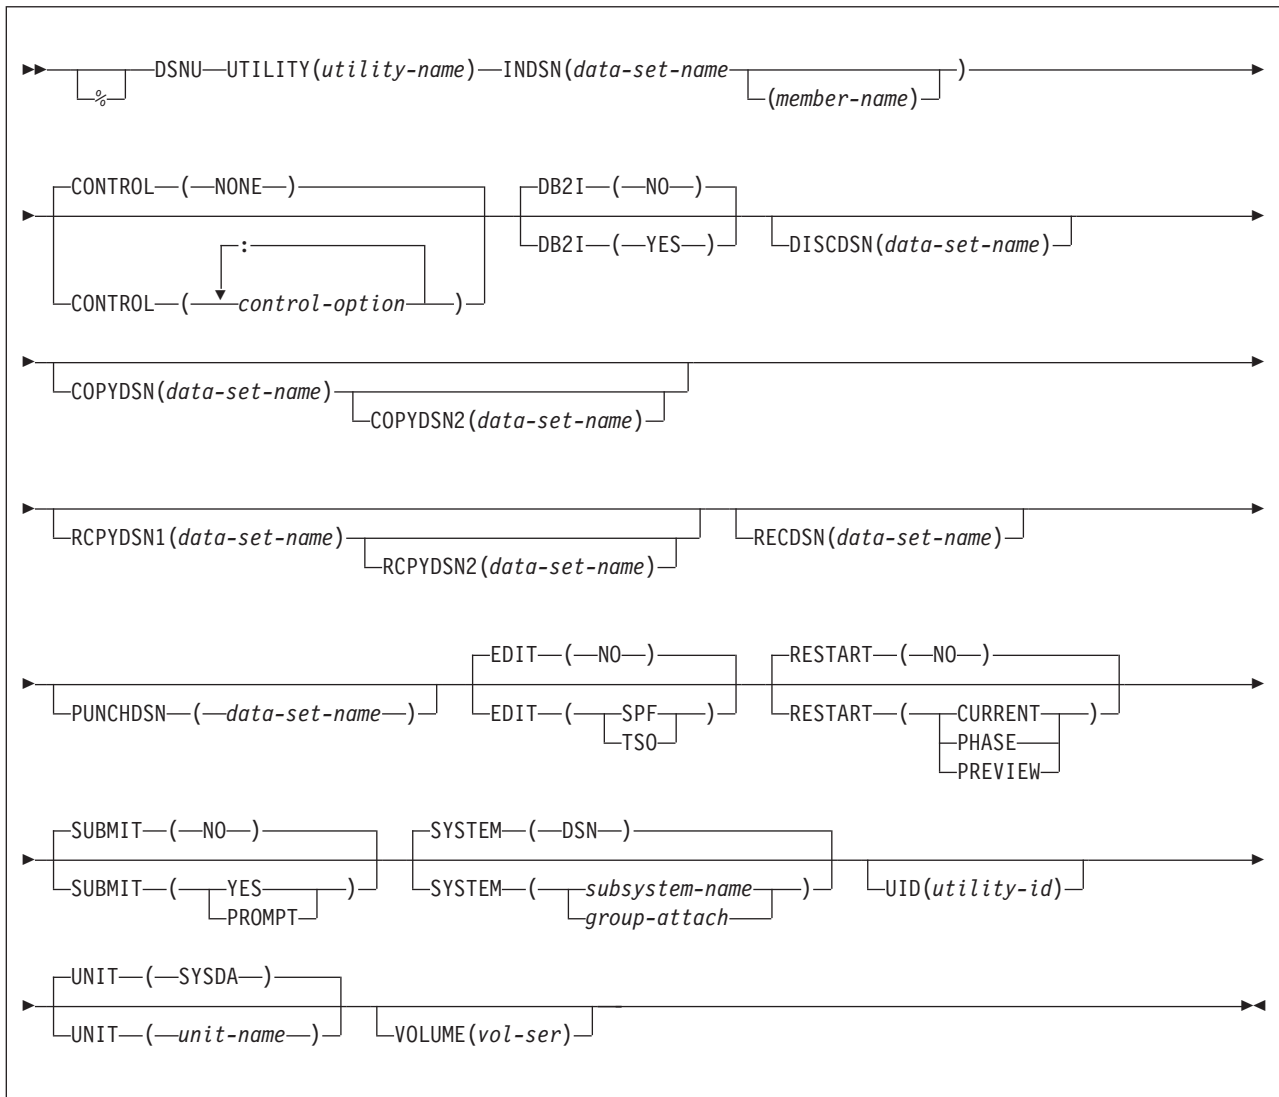 DSNU UTILITY(utility-name) INDSN(data-set-name )
% (member-name)
CONTROL ( NONE ) DB2I ( NO )
: DB2I ( YES ) DISCDSN(data-set-name)
CONTROL ( control-option )
COPYDSN(data-set-name)
COPYDSN2(data-set-name)
RCPYDSN1(data-set-name) RECDSN(data-set-name)
RCPYDSN2(data-set-name)
EDIT ( NO ) RESTART ( NO )
PUNCHDSN ( data-set-name ) EDIT ( SPF ) RESTART ( CURRENT )
TSO PHASE
PREVIEW
SUBMIT ( NO ) SYSTEM ( DSN )
SUBMIT ( YES ) SYSTEM ( subsystem-name ) UID(utility-id)
PROMPT group-attach
UNIT ( SYSDA )
UNIT ( unit-name ) VOLUME(vol-ser)